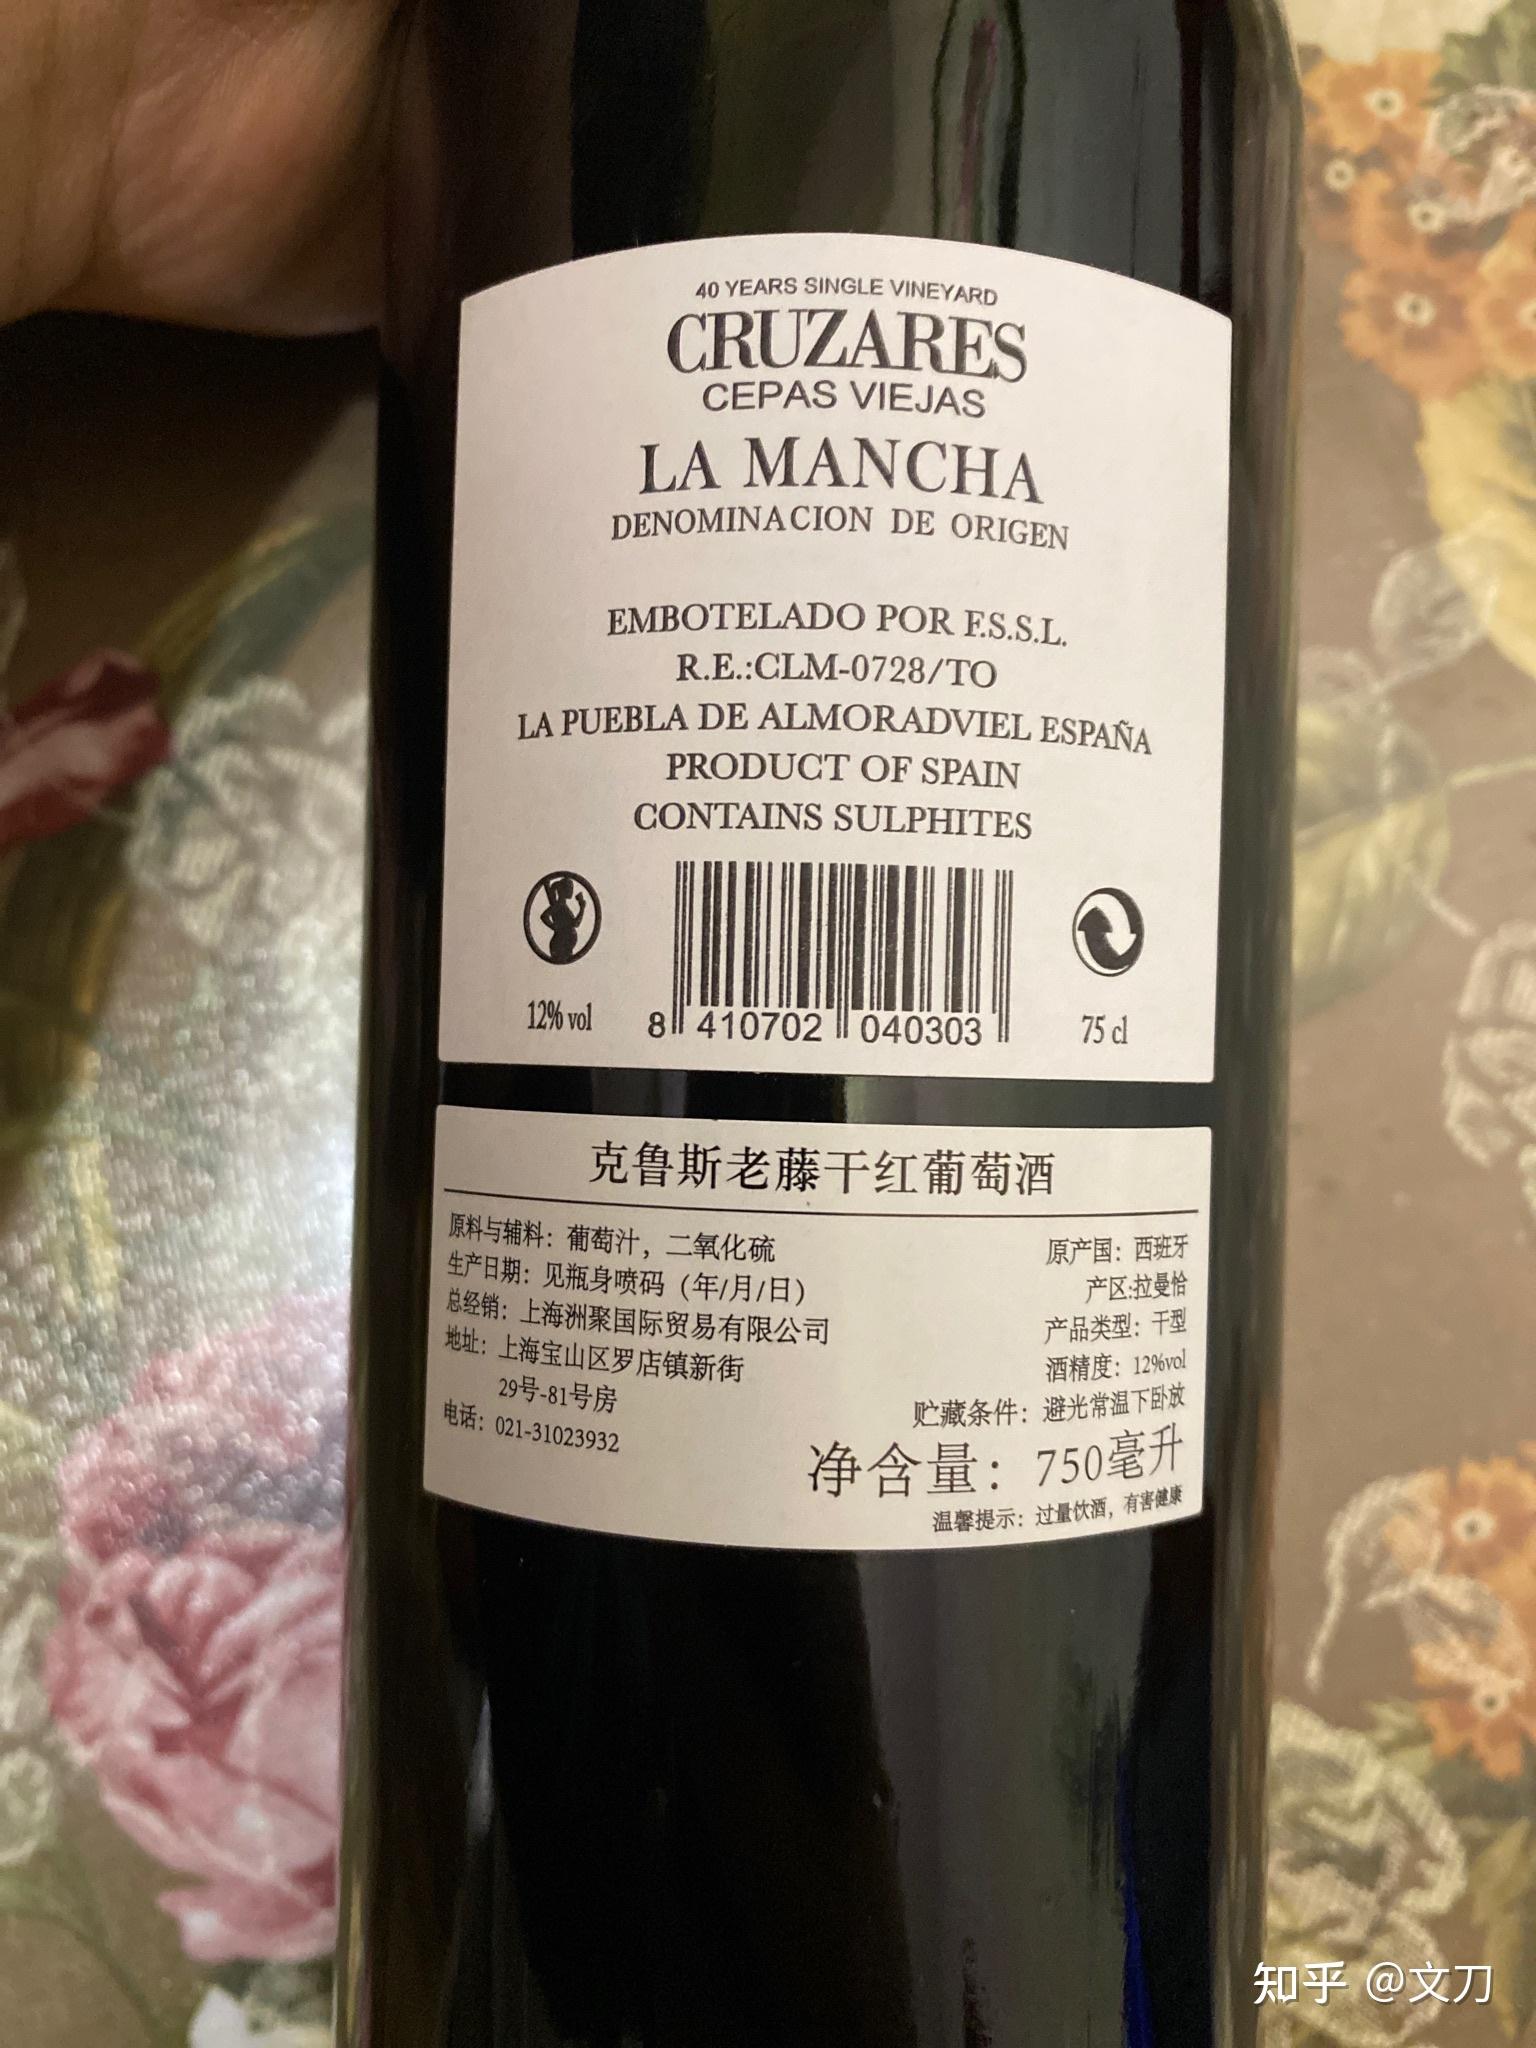 40 YEARS SINGLE VINEYARD
CRUZARES
CEPAS VIEJAS
LA MANCHA
DENOMINACION DE ORIGEN
EMBOTELADO POR F.S.S.L.
R.E.:CLM-0728/TO
LA PUEBLA DE ALMORADVIEL ESPAÑA
PRODUCT OF SPAIN
CONTAINS SULPHITES
12% vol
8 410702 040303
75 cl
克鲁斯老藤干红葡萄酒
原料与辅料：葡萄汁，二氧化硫
生产日期：见瓶身喷码（年/月/日）
总经销：上海洲聚国际贸易有限公司
地址：上海宝山区罗店镇新街
29号-81号房
电话：021-31023932
原产国：西班牙
产区:拉曼恰
产品类型：干型
酒精度：12%vol
贮藏条件：避光常温下卧放
净含量：750毫升
温馨提示：过量饮酒，有害健康
知乎 @文刀